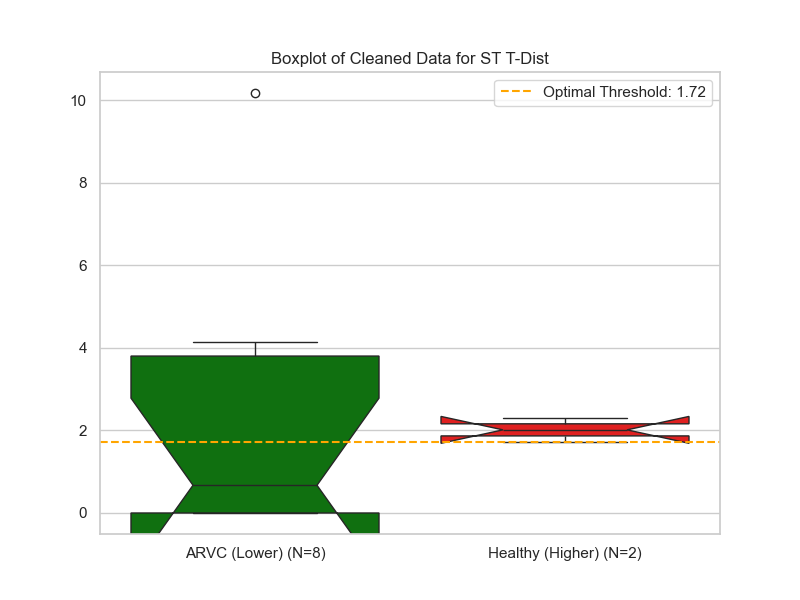 Boxplot of Cleaned Data for ST T-Dist
Optimal Threshold: 1.72
10
8
6
4
2
0
ARVC (Lower) (N=8)
Healthy (Higher) (N=2)